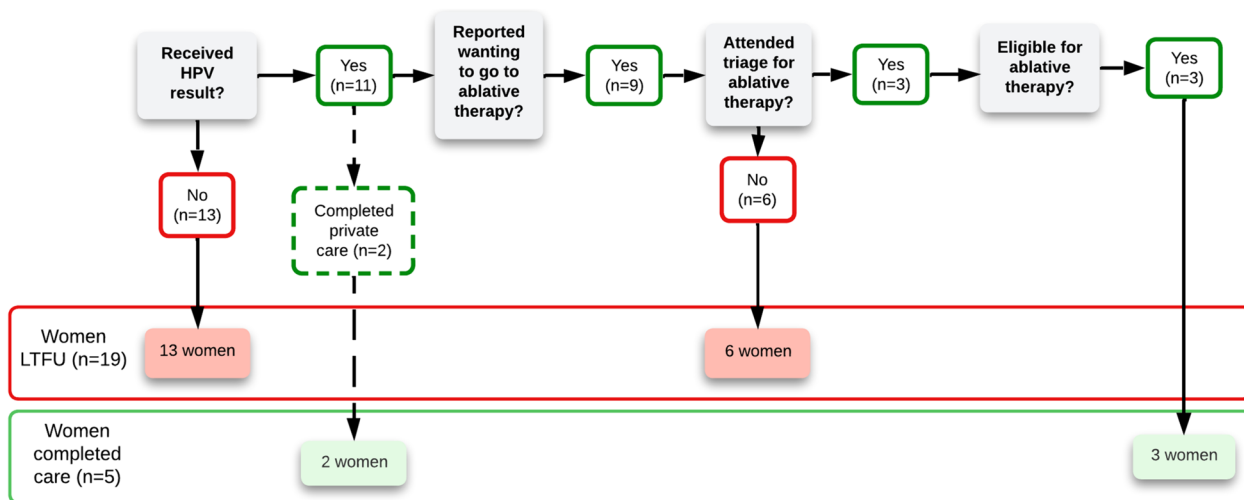 Received
HPV
result?
Yes
(n=11)
Reported
wanting
to go to
ablative
therapy?
Yes
(n=9)
Attended
triage for
ablative
therapy?
Yes
(n=3)
Eligible for
ablative
therapy?
Yes
(n=3)
No
(n=13)
Completed
private
care (n=2)
No
(n=6)
Women
LTFU (n=19)
13 women
6 women
Women
completed
care (n=5)
2 women
3 women